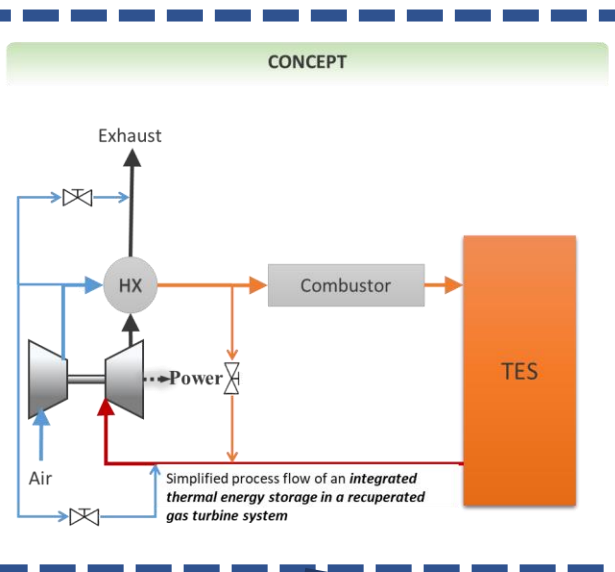 CONCEPT
Exhaust
HX
Combustor
TES
Power
Air
Simplified process flow of an integrated
thermal energy storage in a recuperated
gas turbine system